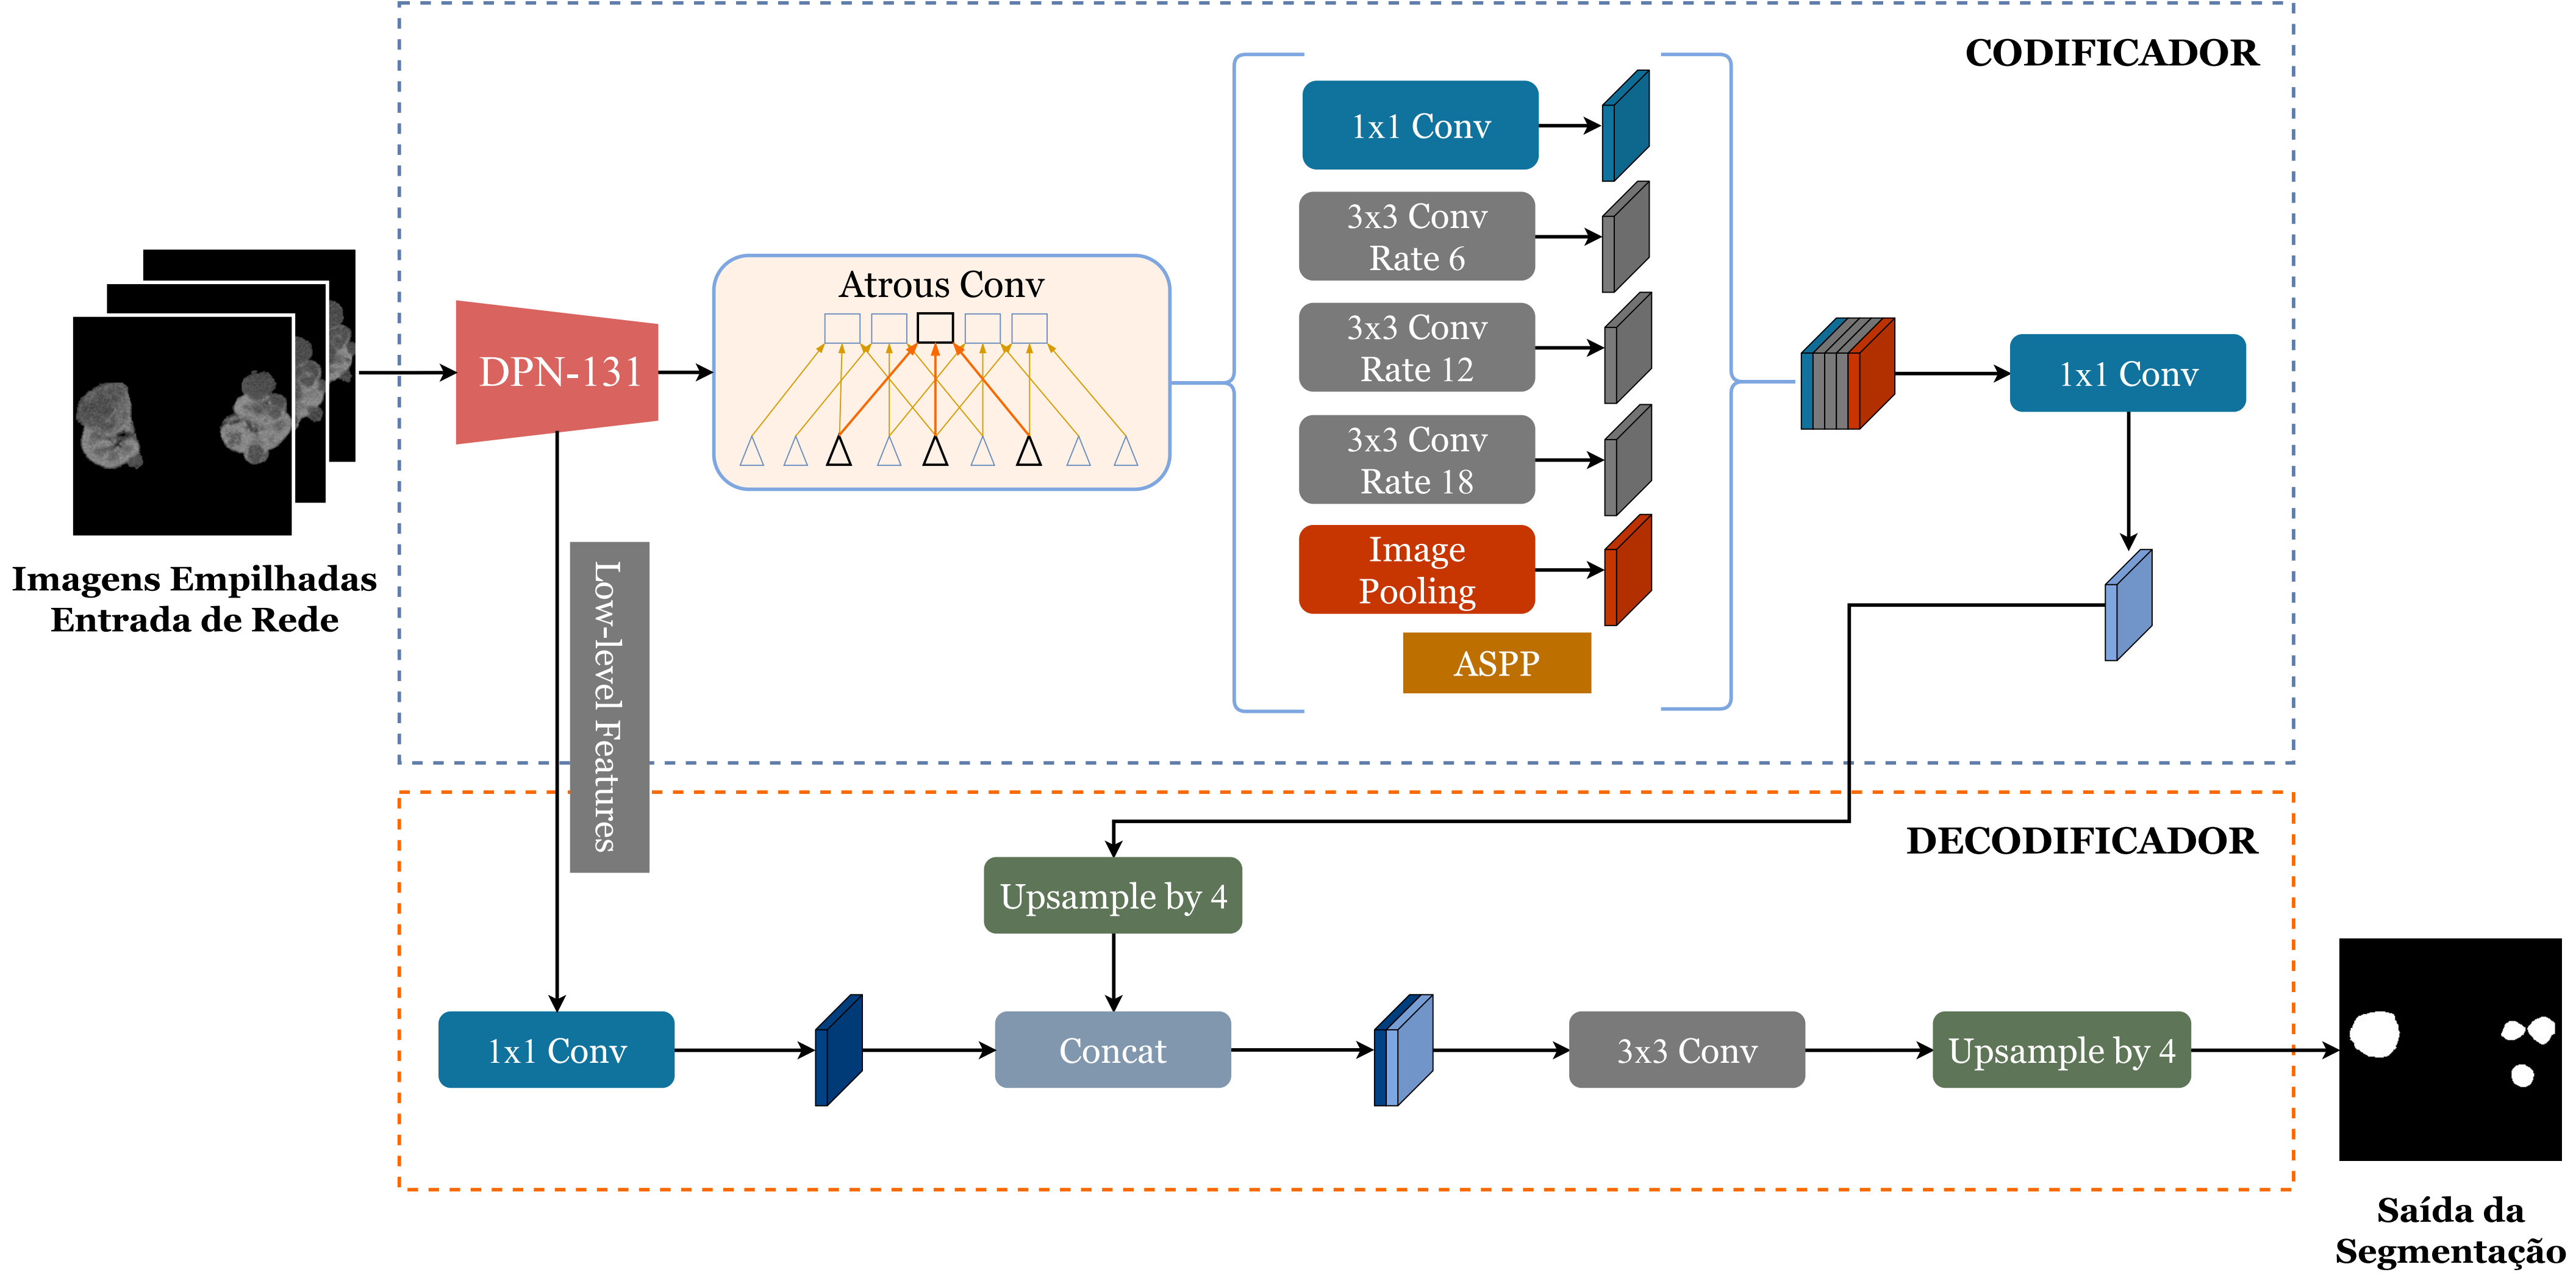 CODIFICADOR
1x1 Conv
3x3 Conv
Rate 6
Atrous Conv
3x3 Conv
Rate 12
DPN-131
1x1 Conv
3x3 Conv
Rate 18
Image
Pooling
ASPP
Imagens Empilhadas
Entrada de Rede
Low-level Features
DECODIFICADOR
Upsample by 4
1x1 Conv
Concat
3x3 Conv
Upsample by 4
Saída da
Segmentação